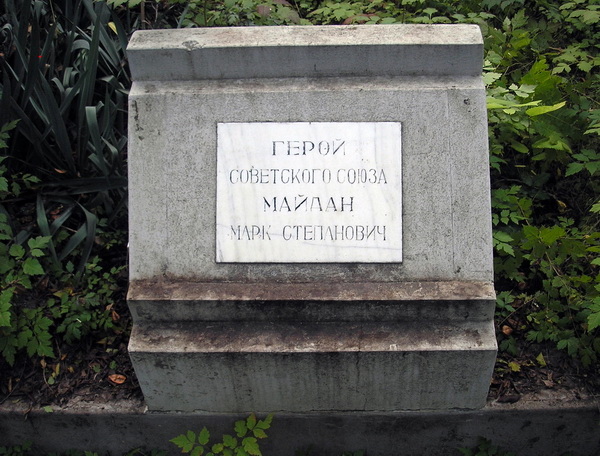 ГЕРОЙ
СОВЕТСКОГО СОЮЗА
МАЙДАН
МАРК СТЕПАНОВИЧ